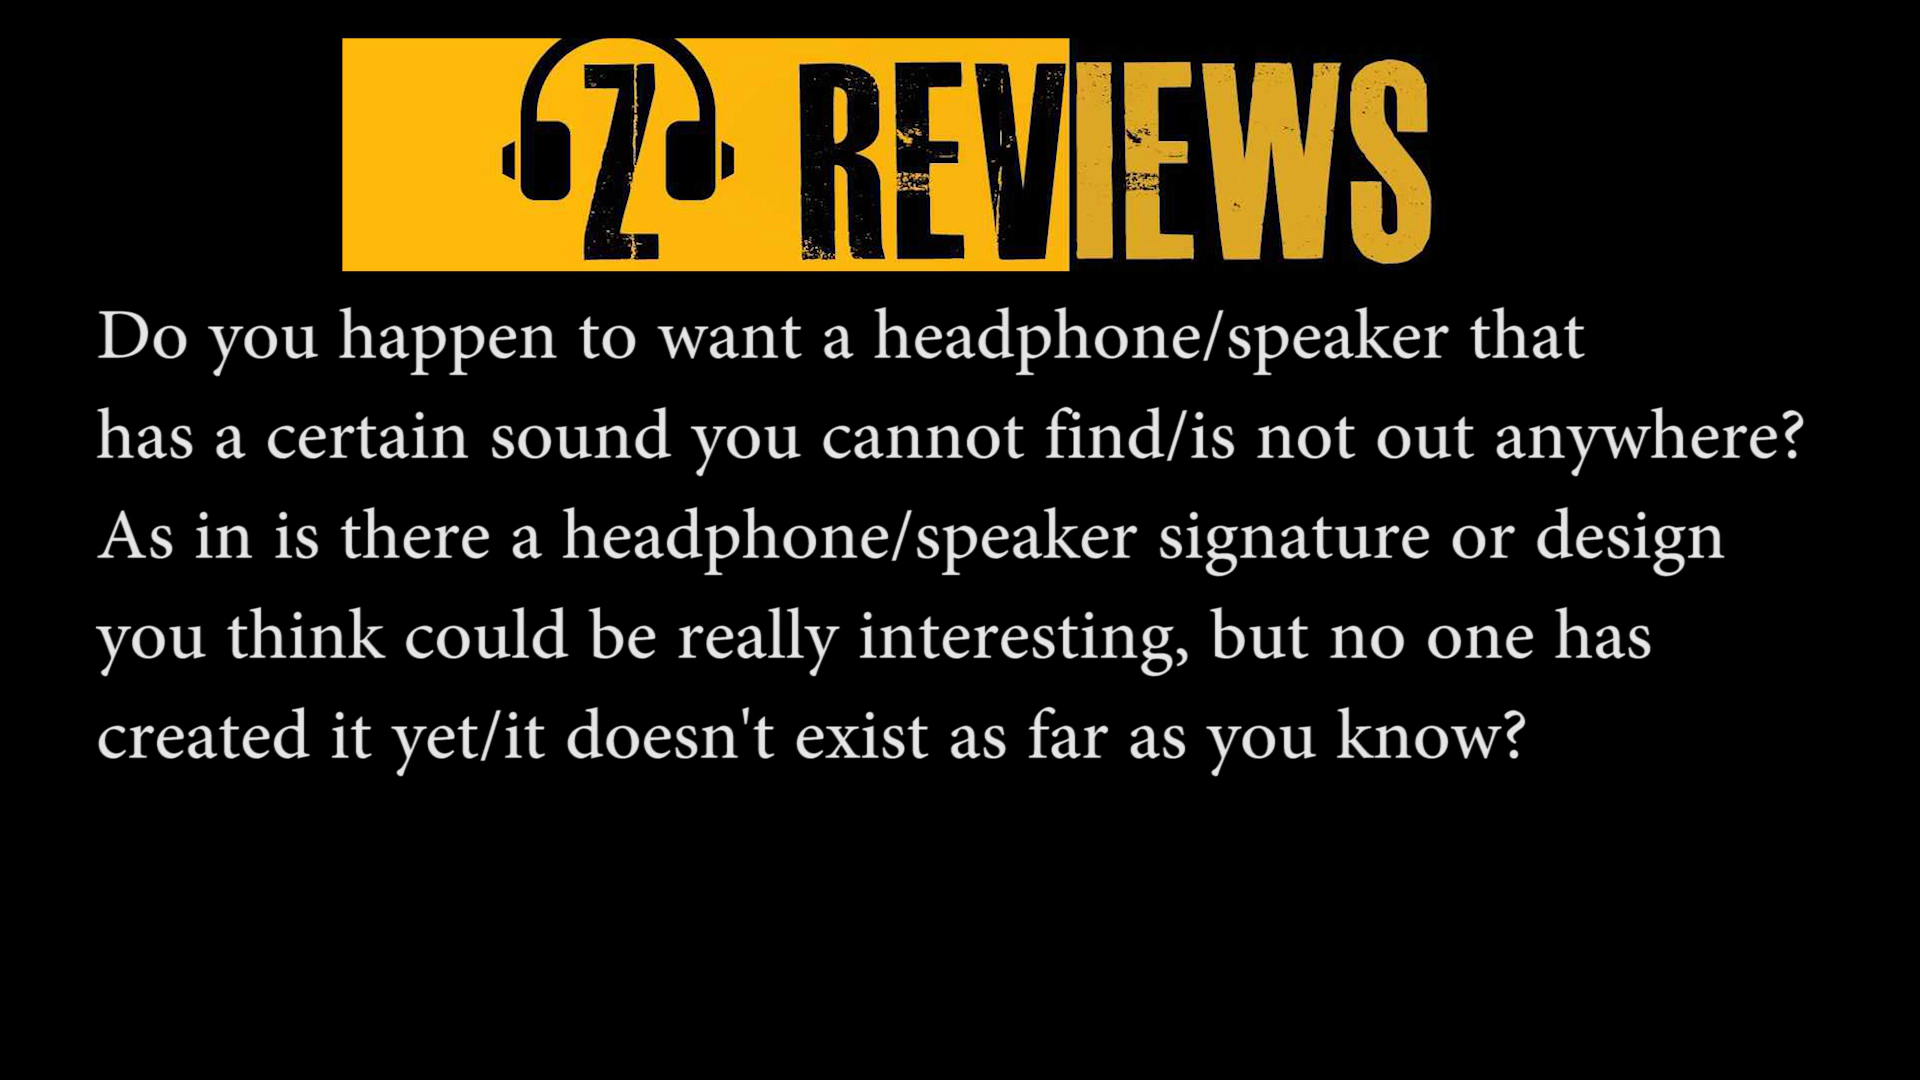 Z REVIEWS
Do you happen to want a headphone/speaker that
has a certain sound you cannot find/is not out anywhere?
As in is there a headphone/speaker signature or design
you think could be really interesting, but no one has
created it yet/it doesn't exist as far as you know?